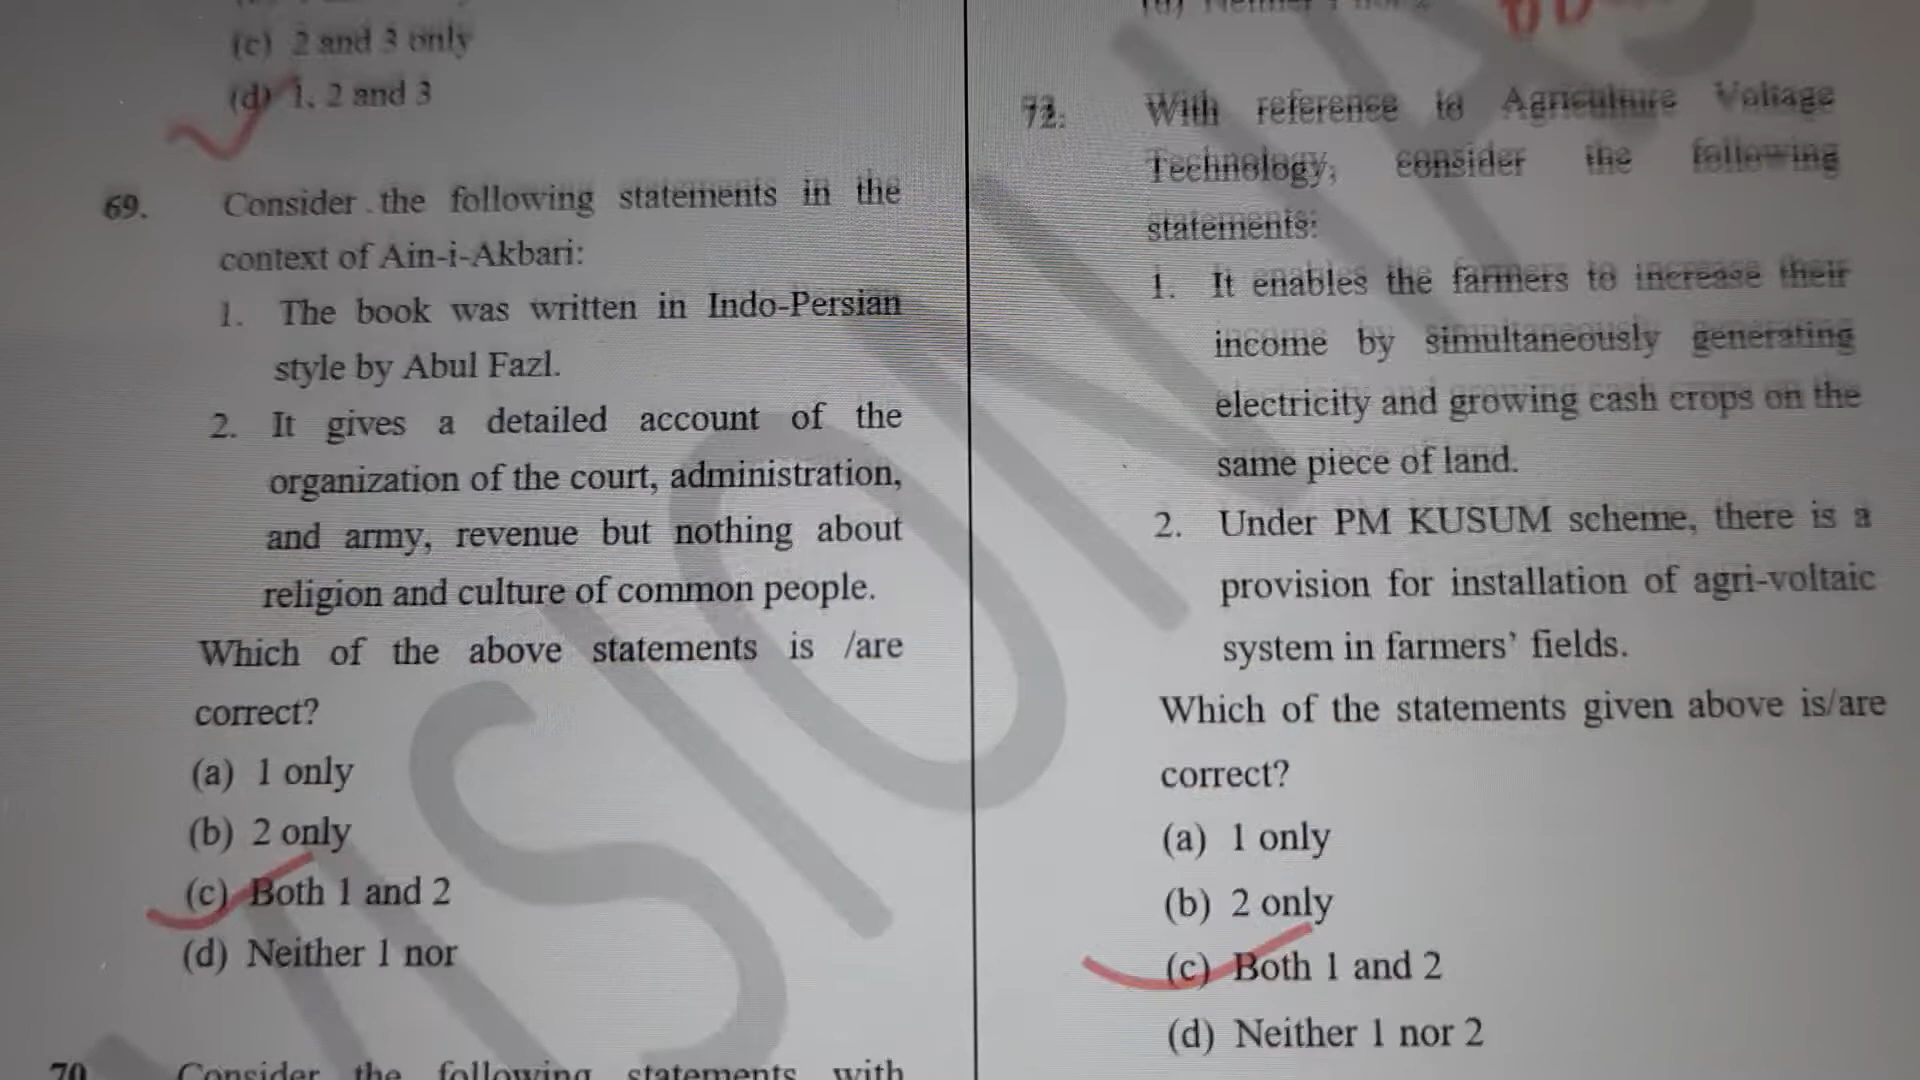 (c) 2 and 3 only
(d) 1, 2 and 3
69. Consider the following statements in the
context of Ain-i-Akbari:
1. The book was written in Indo-Persian
style by Abul Fazl.
2. It gives a detailed account of the
organization of the court, administration,
and army, revenue but nothing about
religion and culture of common people.
Which of the above statements is /are
correct?
(a) 1 only
(b) 2 only
(c) Both 1 and 2
(d) Neither 1 nor
70 Consider the following statements with
72. With reference to Agriculture Voltage
Technology, consider the following
statements:
1. It enables the farmers to increase their
income by simultaneously generating
electricity and growing cash crops on the
same piece of land.
2. Under PM KUSUM scheme, there is a
provision for installation of agri-voltaic
system in farmers' fields.
Which of the statements given above is/are
correct?
(a) 1 only
(b) 2 only
(c) Both 1 and 2
(d) Neither 1 nor 2
VISION IAS